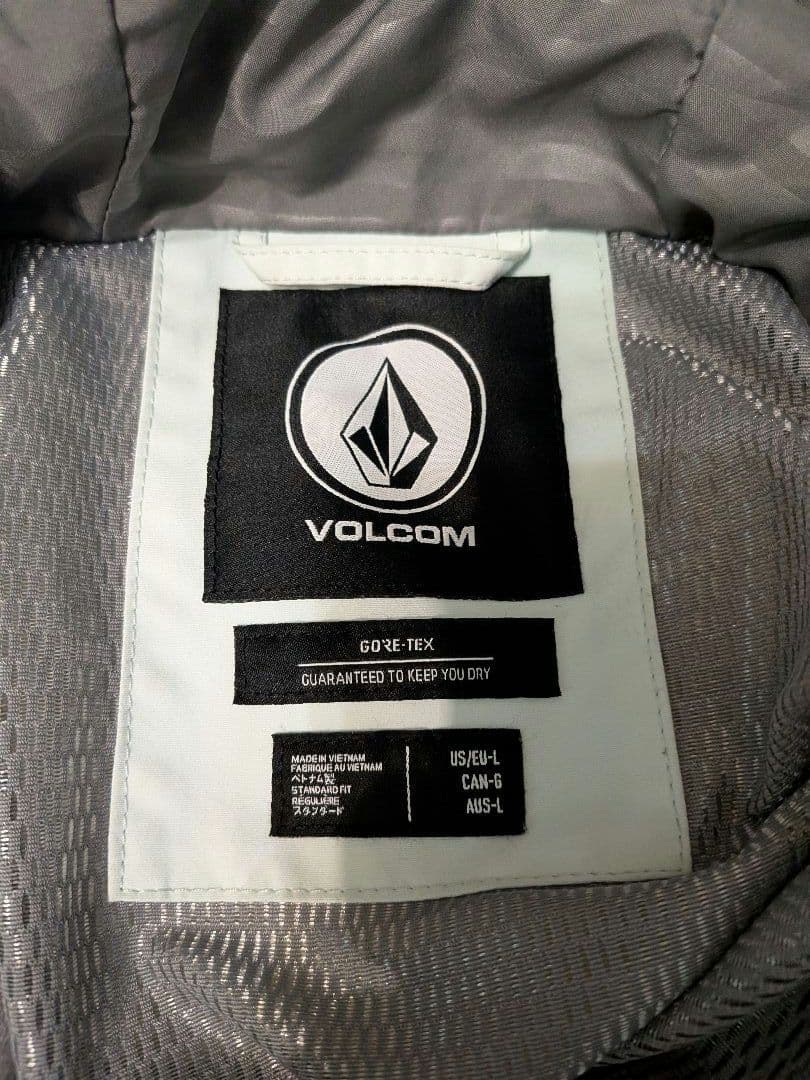 VOLCOM
GORE-TEX
GUARANTEED TO KEEP YOU DRY
MADE IN VIETNAM
FABRIQUE AU VIETNAM
ベトナム製
STANDARD FIT
RÉGULIÈRE
スタンダード
US/EU-L
CAN-G
AUS-L